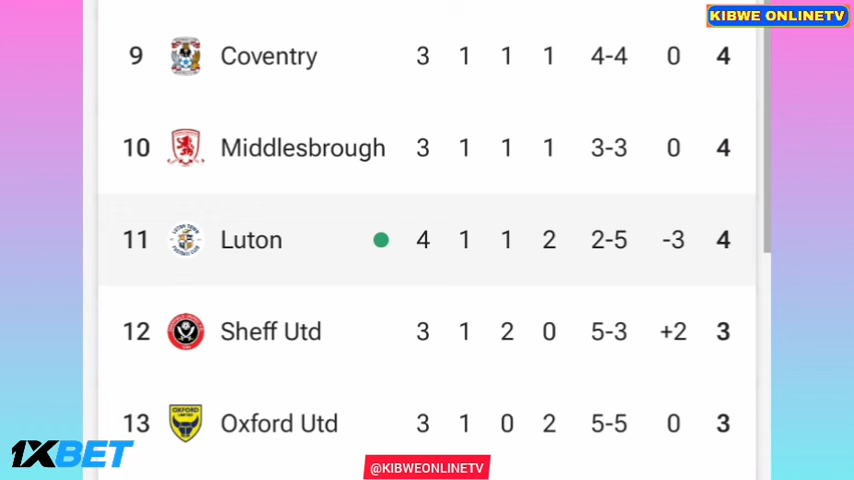 KIBWE ONLINETV
9 Coventry 3 1 1 1 4-4 0 4
10 Middlesbrough 3 1 1 1 3-3 0 4
11 Luton 4 1 1 2 2-5 -3 4
12 Sheff Utd 3 1 2 0 5-3 +2 3
13 Oxford Utd 3 1 0 2 5-5 0 3
1XBET
@KIBWEONLINETV